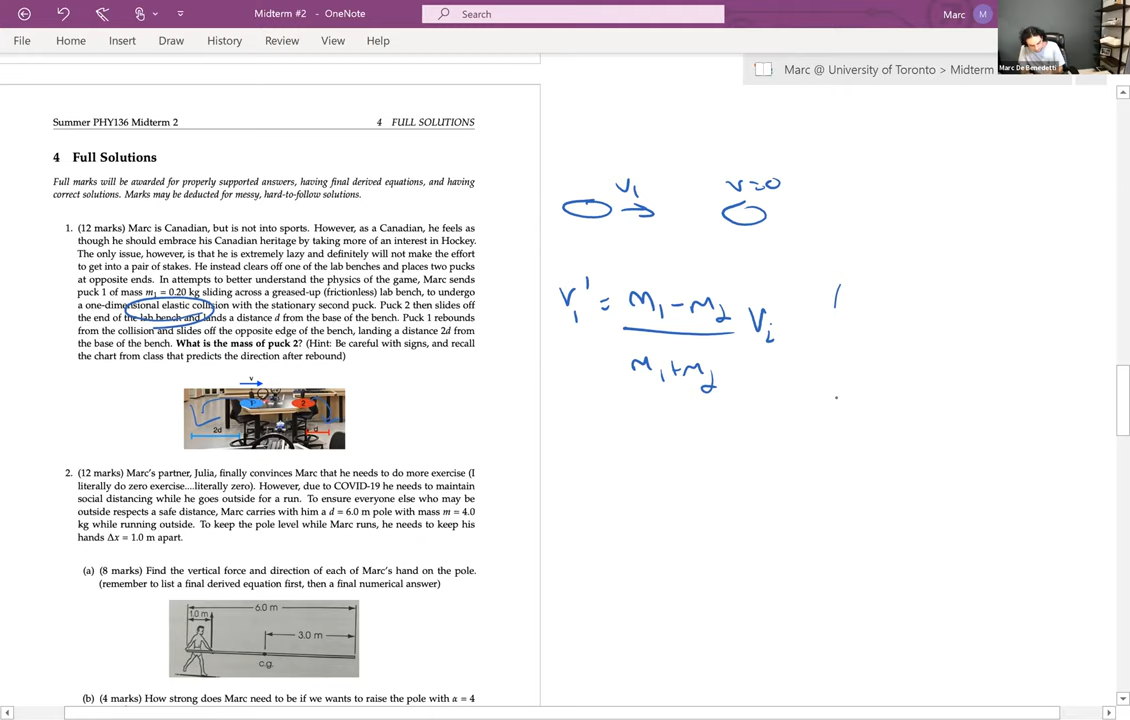 Midterm #2 - OneNote
Search
Marc
M
File Home Insert Draw History Review View Help
Marc De Benedetti
Marc @ University of Toronto > Midterm
Summer PHY136 Midterm 2
4 FULL SOLUTIONS
4 Full Solutions
Full marks will be awarded for properly supported answers, having final derived equations, and having
correct solutions. Marks may be deducted for messy, hard-to-follow solutions.
1. (12 marks) Marc is Canadian, but is not into sports. However, as a Canadian, he feels as
though he should embrace his Canadian heritage by taking more of an interest in Hockey.
The only issue, however, is that he is extremely lazy and definitely will not make the effort
to get into a pair of stakes. He instead clears off one of the lab benches and places two pucks
at opposite ends. In attempts to better understand the physics of the game, Marc sends
puck 1 of mass m₁ = 0.20 kg sliding across a greased-up (frictionless) lab bench, to undergo
a one-dimensional elastic collision with the stationary second puck. Puck 2 then slides off
the end of the lab bench and lands a distance d from the base of the bench. Puck 1 rebounds
from the collision and slides off the opposite edge of the bench, landing a distance 2d from
the base of the bench. What is the mass of puck 2? (Hint: Be careful with signs, and recall
the chart from class that predicts the direction after rebound)
v
1 2
2d
d
2. (12 marks) Marc's partner, Julia, finally convinces Marc that he needs to do more exercise (I
literally do zero exercise....literally zero). However, due to COVID-19 he needs to maintain
social distancing while he goes outside for a run. To ensure everyone else who may be
outside respects a safe distance, Marc carries with him a d = 6.0 m pole with mass m = 4.0
kg while running outside. To keep the pole level while Marc runs, he needs to keep his
hands Δx = 1.0 m apart.
(a) (8 marks) Find the vertical force and direction of each of Marc's hand on the pole.
(remember to list a final derived equation first, then a final numerical answer)
6.0 m
1.0 m
3.0 m
c.g.
(b) (4 marks) How strong does Marc need to be if we wants to raise the pole with α = 4
v₁
v=0
v₁' = m₁ - m₂ vᵢ
m₁ + m₂